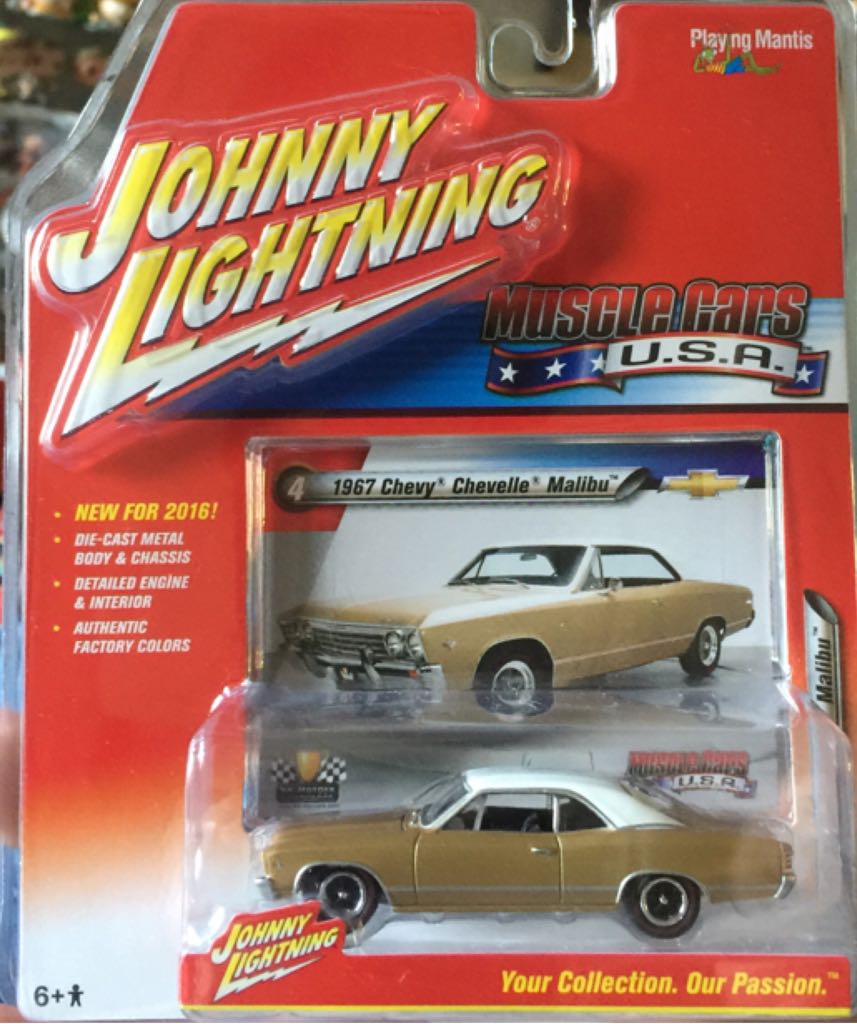 Playing Mantis
JOHNNY
LIGHTNING®
MUSCLE CARS
U.S.A.™
4 1967 Chevy® Chevelle® Malibu™
• NEW FOR 2016!
• DIE-CAST METAL
BODY & CHASSIS
• DETAILED ENGINE
& INTERIOR
• AUTHENTIC
FACTORY COLORS
Malibu™
MUSCLE CARS
U.S.A.
JOHNNY
LIGHTNING
6+
Your Collection. Our Passion.™